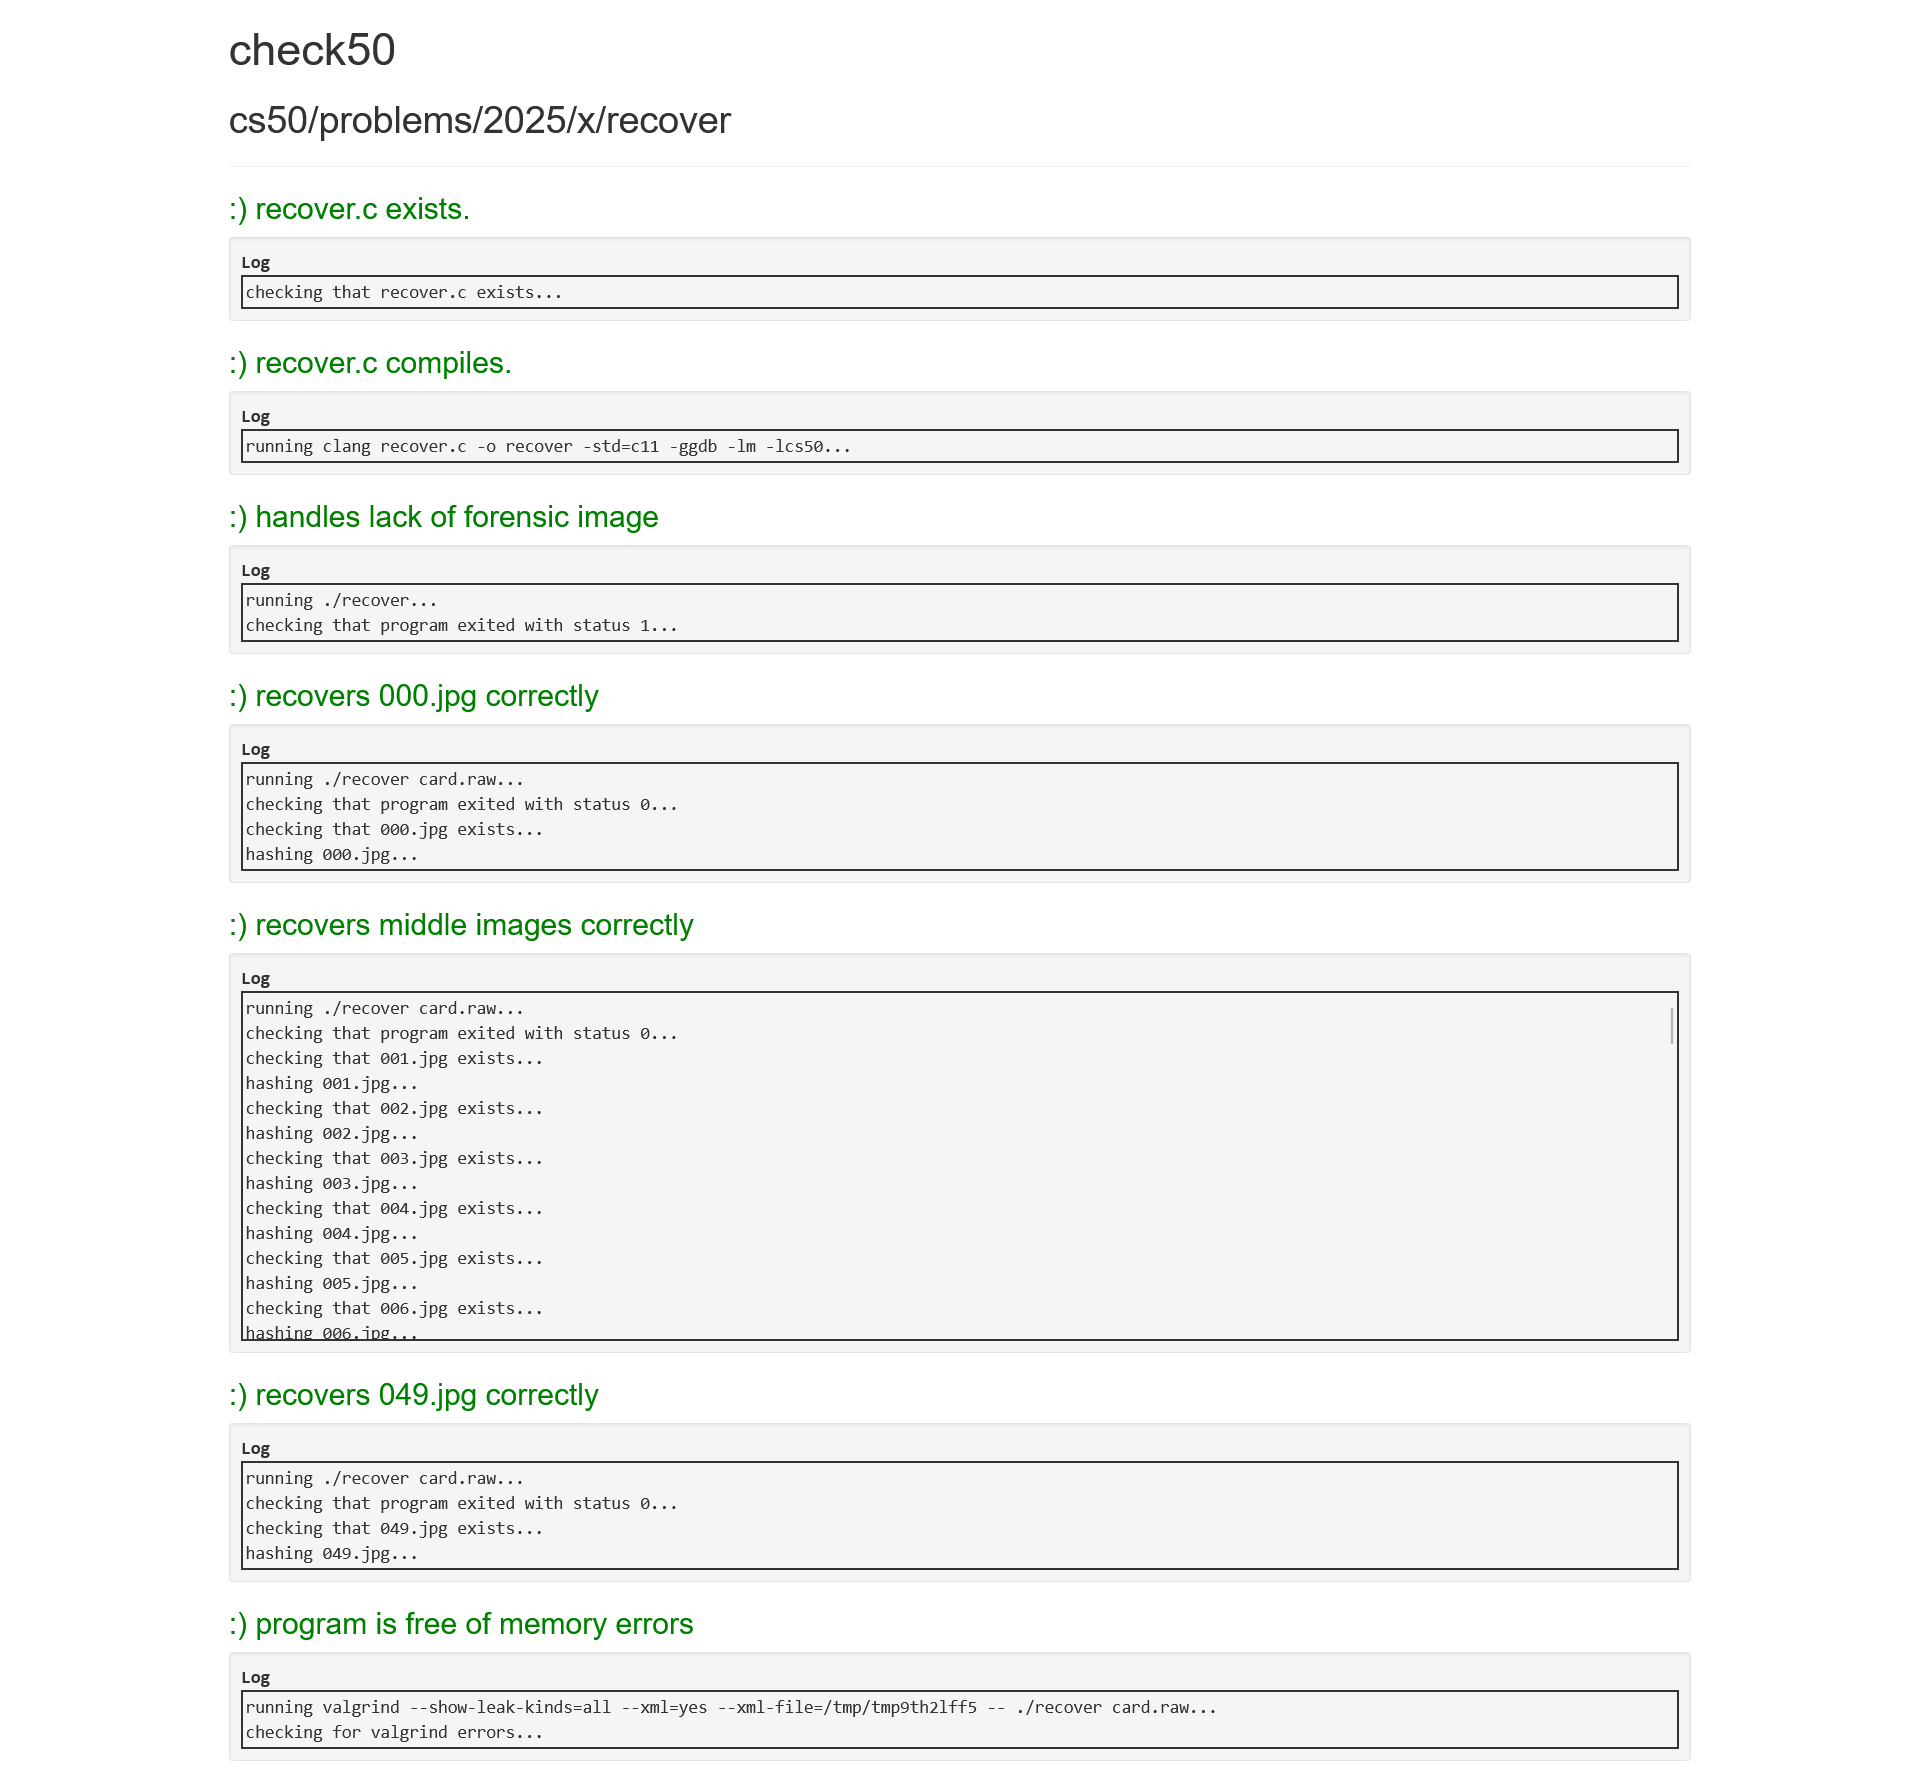 check50
cs50/problems/2025/x/recover
:) recover.c exists.
Log
checking that recover.c exists...
:) recover.c compiles.
Log
running clang recover.c -o recover -std=c11 -ggdb -lm -lcs50...
:) handles lack of forensic image
Log
running ./recover...
checking that program exited with status 1...
:) recovers 000.jpg correctly
Log
running ./recover card.raw...
checking that program exited with status 0...
checking that 000.jpg exists...
hashing 000.jpg...
:) recovers middle images correctly
Log
running ./recover card.raw...
checking that program exited with status 0...
checking that 001.jpg exists...
hashing 001.jpg...
checking that 002.jpg exists...
hashing 002.jpg...
checking that 003.jpg exists...
hashing 003.jpg...
checking that 004.jpg exists...
hashing 004.jpg...
checking that 005.jpg exists...
hashing 005.jpg...
checking that 006.jpg exists...
hashing 006.jpg...
:) recovers 049.jpg correctly
Log
running ./recover card.raw...
checking that program exited with status 0...
checking that 049.jpg exists...
hashing 049.jpg...
:) program is free of memory errors
Log
running valgrind --show-leak-kinds=all --xml=yes --xml-file=/tmp/tmp9th2lff5 -- ./recover card.raw...
checking for valgrind errors...